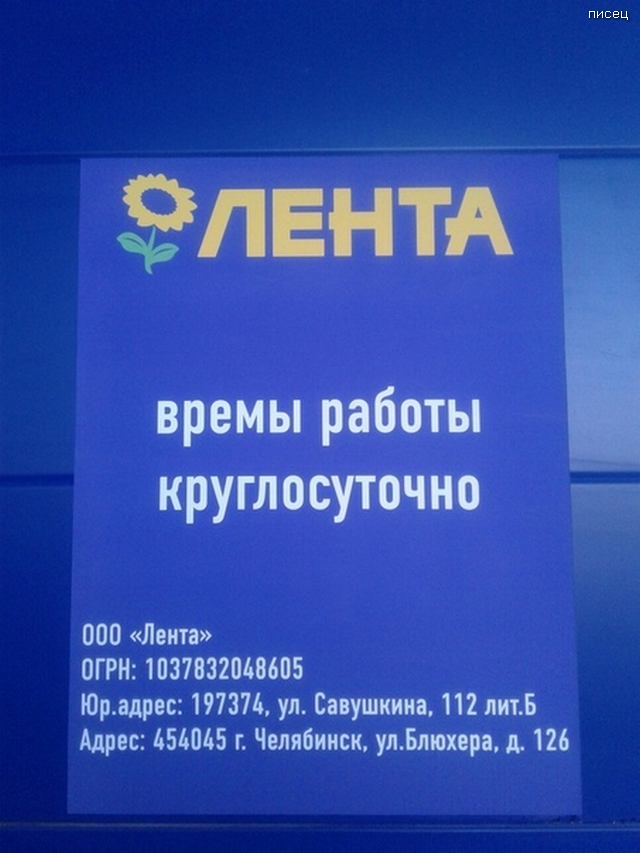 писец
ЛЕНТА
времы работы
круглосуточно
ООО «Лента»
ОГРН: 1037832048605
Юр.адрес: 197374, ул. Савушкина, 112 лит.Б
Адрес: 454045 г. Челябинск, ул.Блюхера, д. 126